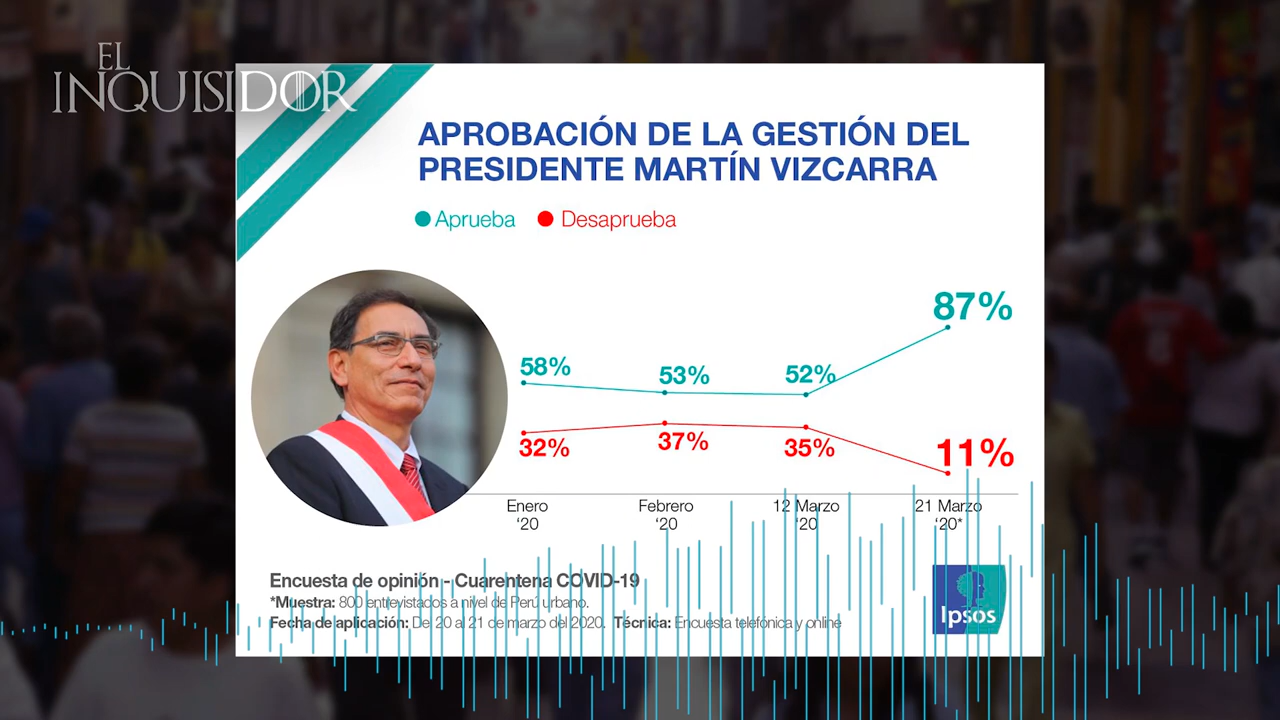 EL
INQUISIDOR
APROBACIÓN DE LA GESTIÓN DEL
PRESIDENTE MARTÍN VIZCARRA
Aprueba Desaprueba
87%
58% 53% 52%
32% 37% 35% 11%
Enero Febrero 12 Marzo 21 Marzo
'20 '20 '20 '20*
Encuesta de opinión - Cuarentena COVID-19
*Muestra: 800 entrevistados a nivel de Perú urbano.
Fecha de aplicación: Del 20 al 21 de marzo del 2020. Técnica: Encuesta telefónica y online
Ipsos